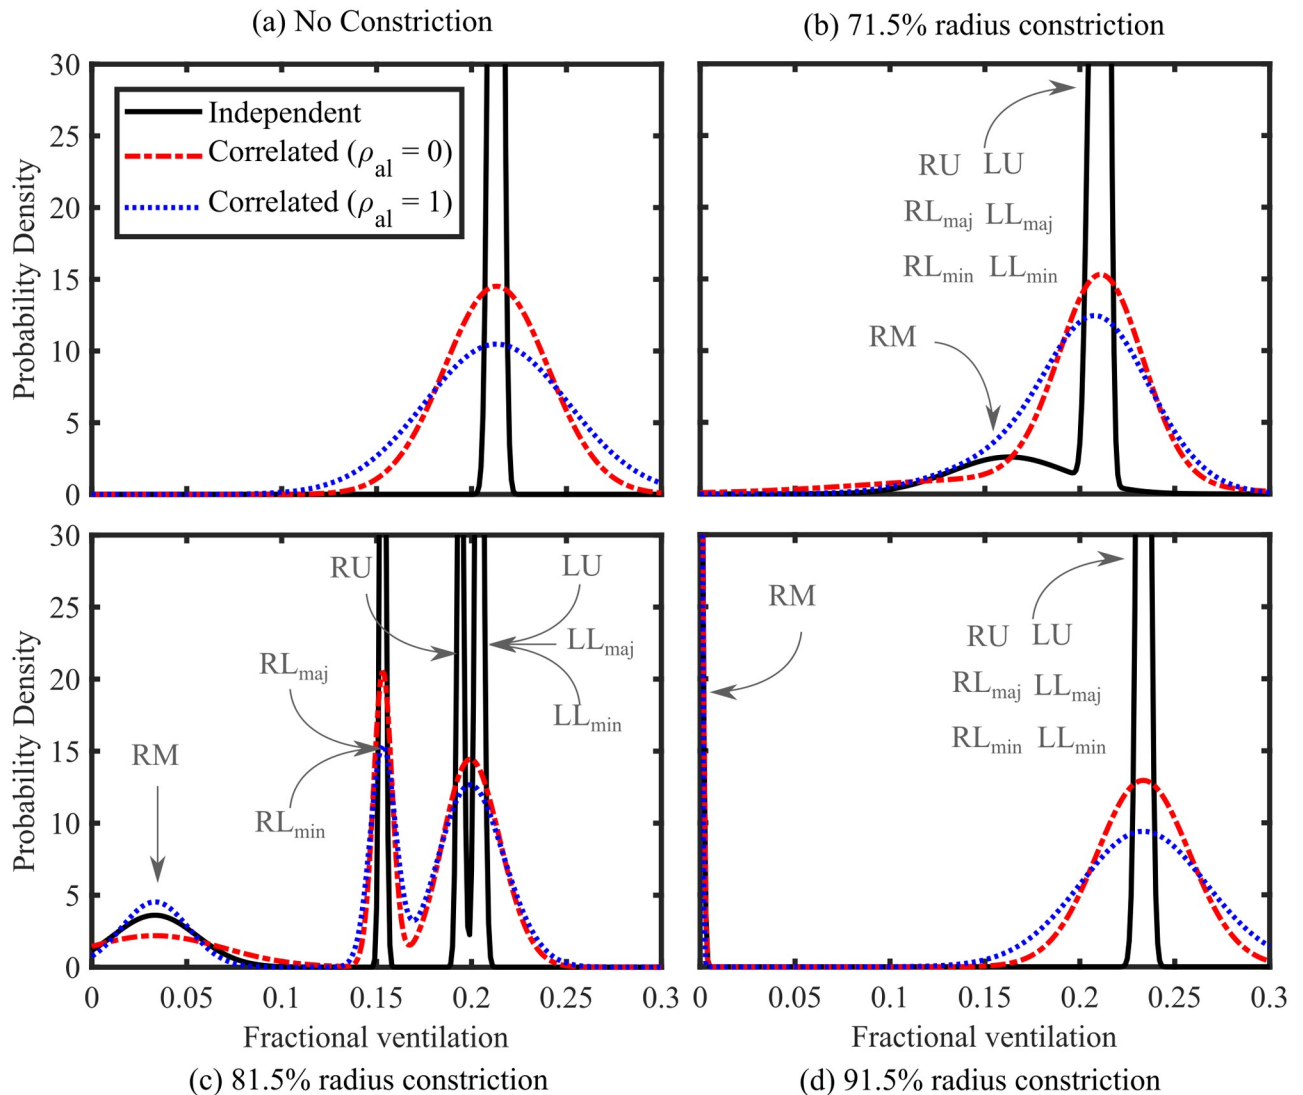 (a) No Constriction
(b) 71.5% radius constriction
30
25
20
15
10
5
0
Probability Density
Independent
Correlated (ρal = 0)
Correlated (ρal = 1)
RU LU
RLmaj LLmaj
RLmin LLmin
RM
30
25
20
15
10
5
0
Probability Density
0 0.05 0.1 0.15 0.2 0.25 0.3
Fractional ventilation
RM
RLmaj
RLmin
RU
LU
LLmaj
LLmin
(c) 81.5% radius constriction
RM
RU LU
RLmaj LLmaj
RLmin LLmin
0 0.05 0.1 0.15 0.2 0.25 0.3
Fractional ventilation
(d) 91.5% radius constriction